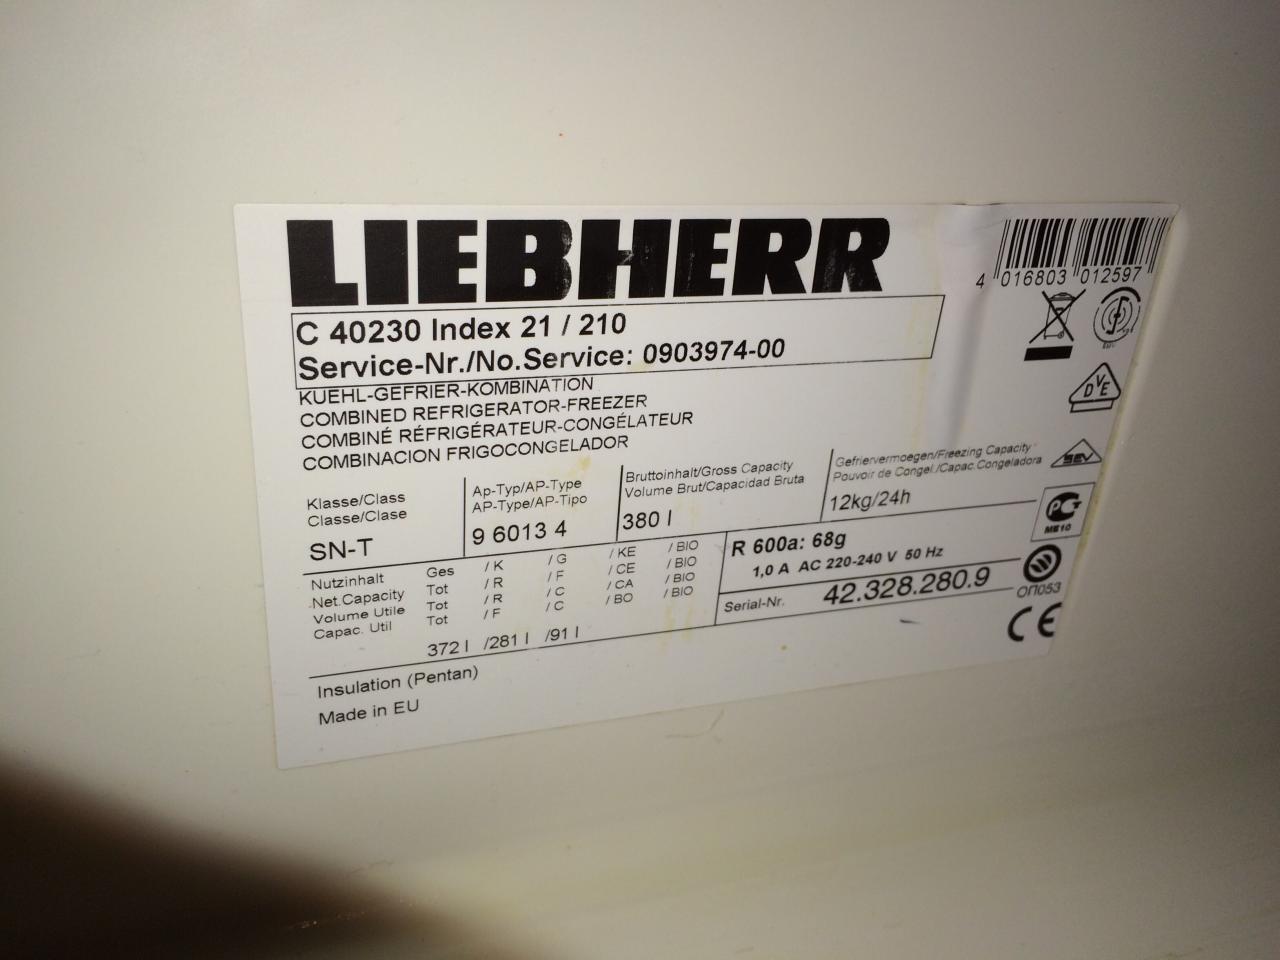 LIEBHERR
4 016803 012597
C 40230 Index 21 / 210
Service-Nr./No.Service: 0903974-00
KUEHL-GEFRIER-KOMBINATION
COMBINED REFRIGERATOR-FREEZER
COMBINÉ RÉFRIGÉRATEUR-CONGÉLATEUR
COMBINACION FRIGOCONGELADOR
DVE
SEV
Klasse/Class
Classe/Clase
SN-T
Ap-Typ/AP-Type
AP-Type/AP-Tipo
9 6013 4
Bruttoinhalt/Gross Capacity
Volume Brut/Capacidad Bruta
380 l
Gefriervermoegen/Freezing Capacity
Pouvoir de Congel./Capac.Congeladora
12kg/24h
ME10
Nutzinhalt Ges / K / G / KE / BIO
Net.Capacity Tot / R / F / CE / BIO
Volume Utile Tot / R / C / CA / BIO
Capac. Util Tot / F / C / BO / BIO
372 l /281 l /91 l
R 600a: 68g
1,0 A AC 220-240 V 50 Hz
Serial-Nr. 42.328.280.9
ОП053
CE
Insulation (Pentan)
Made in EU